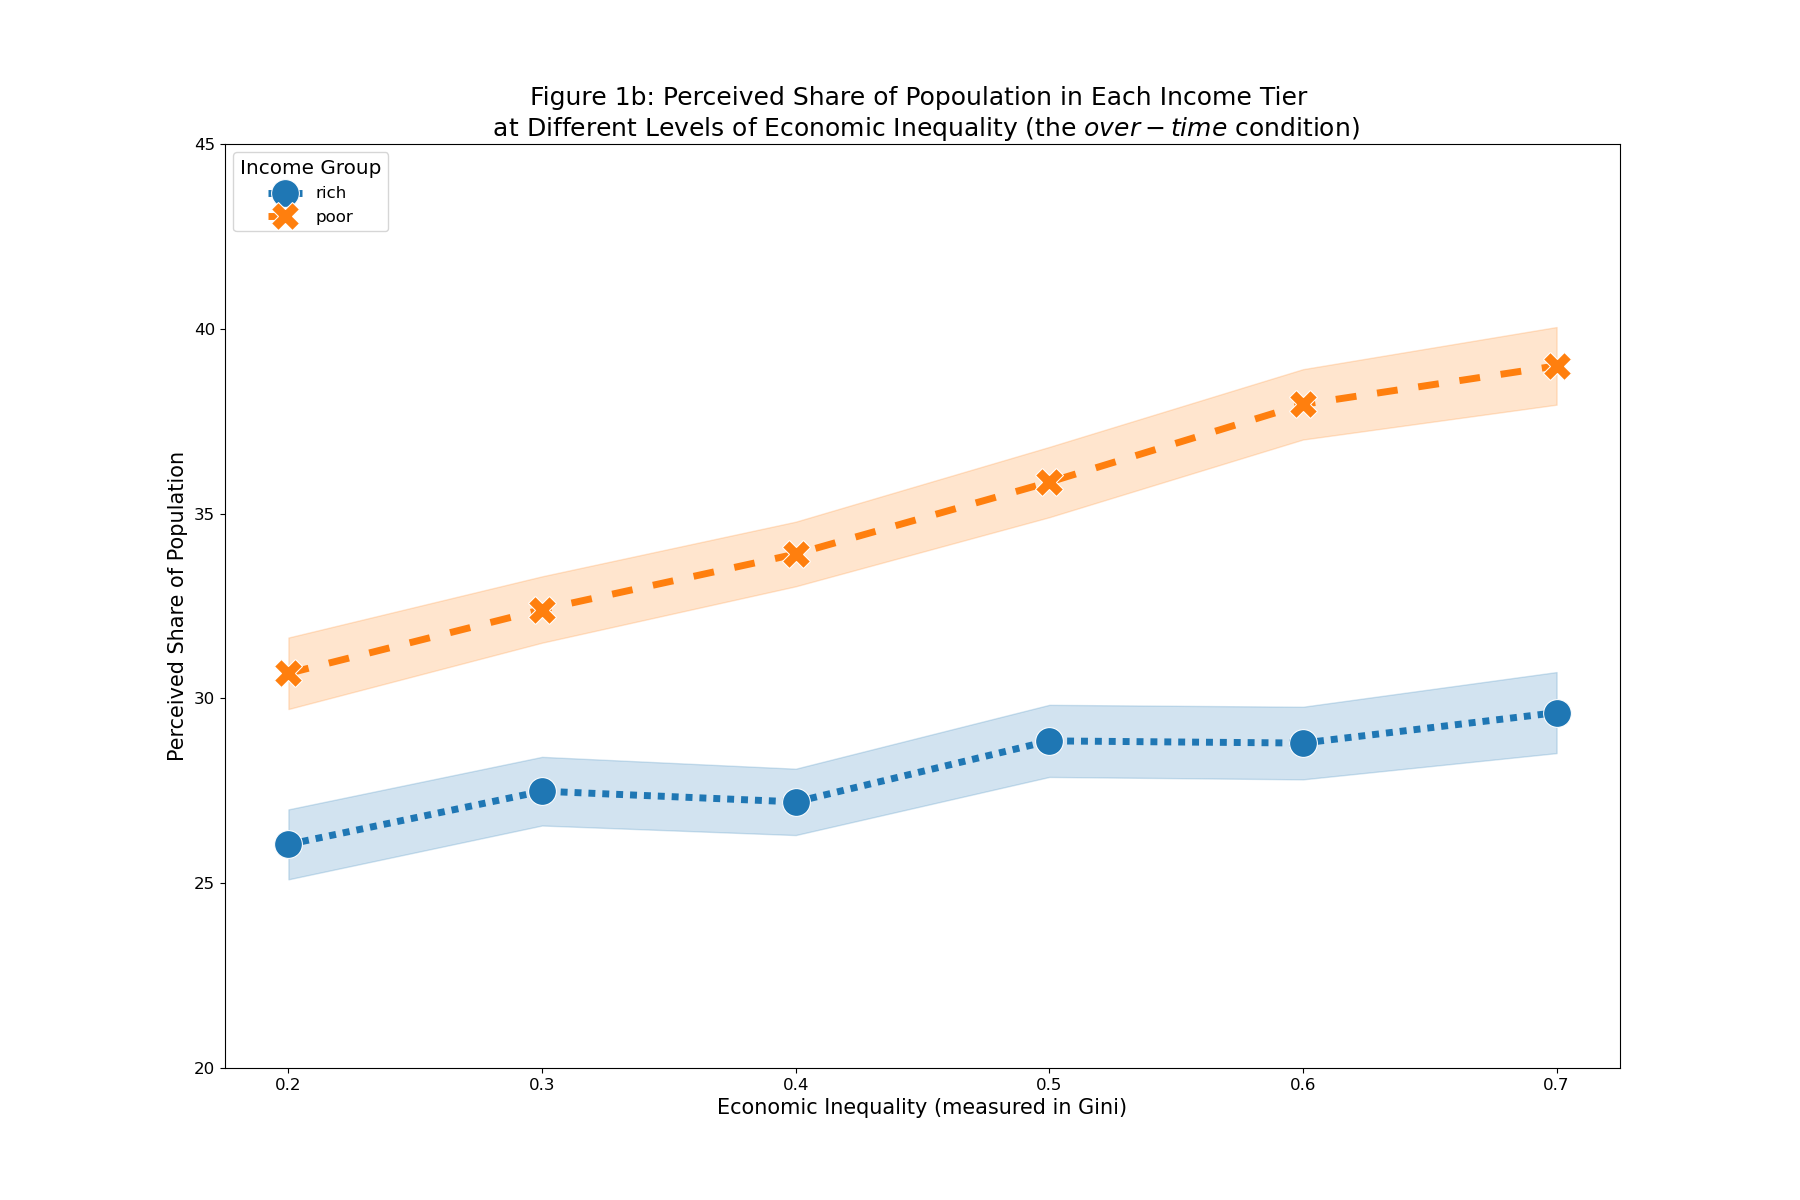 Figure 1b: Perceived Share of Popoulation in Each Income Tier
at Different Levels of Economic Inequality (the over − time condition)
Income Group
rich
poor
45
40
35
30
25
20
Perceived Share of Population
0.2 0.3 0.4 0.5 0.6 0.7
Economic Inequality (measured in Gini)